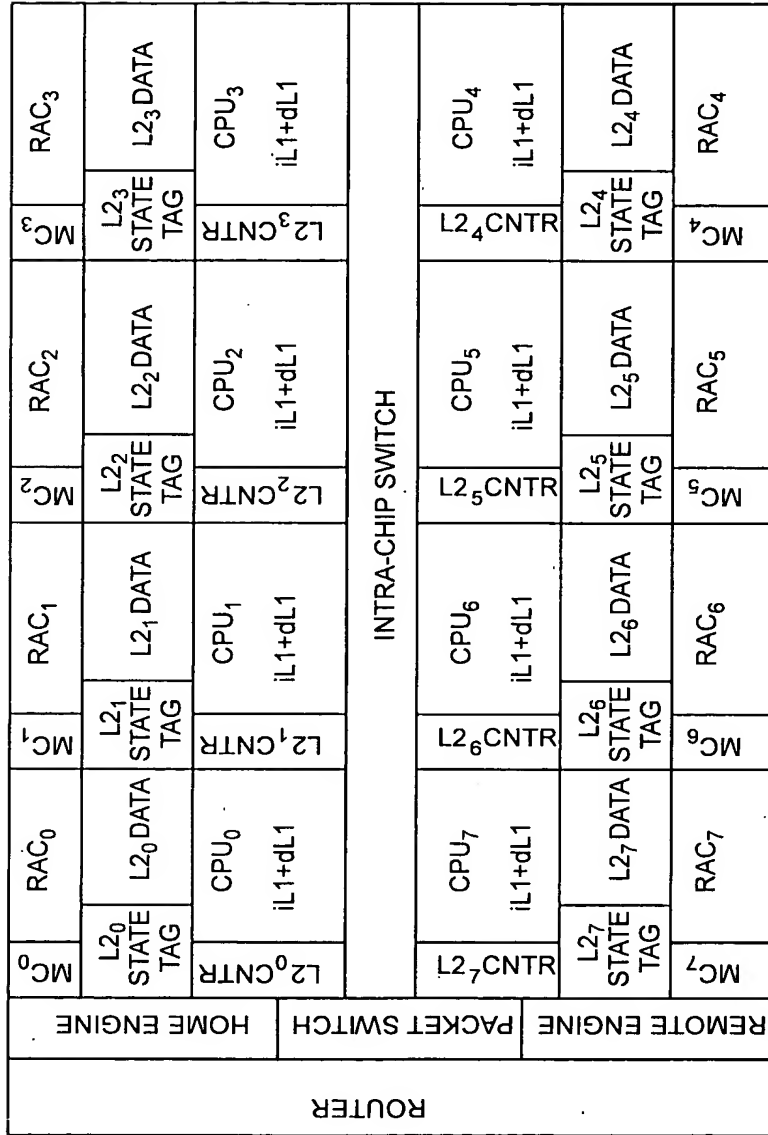 MC₀
RAC₀
MC₁
RAC₁
MC₂
RAC₂
MC₃
RAC₃
L2₀
STATE
TAG
L2₀ DATA
L2₁
STATE
TAG
L2₁ DATA
L2₂
STATE
TAG
L2₂ DATA
L2₃
STATE
TAG
L2₃ DATA
L2₀CNTR
CPU₀
iL1+dL1
L2₁CNTR
CPU₁
iL1+dL1
L2₂CNTR
CPU₂
iL1+dL1
L2₃CNTR
CPU₃
iL1+dL1
INTRA-CHIP SWITCH
L2₇CNTR
CPU₇
iL1+dL1
L2₉CNTR
CPU₆
iL1+dL1
L2₅CNTR
CPU₅
iL1+dL1
L2₄CNTR
CPU₄
iL1+dL1
L2₇
STATE
TAG
L2₇ DATA
L2₆
STATE
TAG
L2₆ DATA
L2₅
STATE
TAG
L2₅ DATA
L2₄
STATE
TAG
L2₄ DATA
MC₇
RAC₇
MC₆
RAC₆
MC₅
RAC₅
MC₄
RAC₄
HOME ENGINE
PACKET SWITCH
REMOTE ENGINE
ROUTER